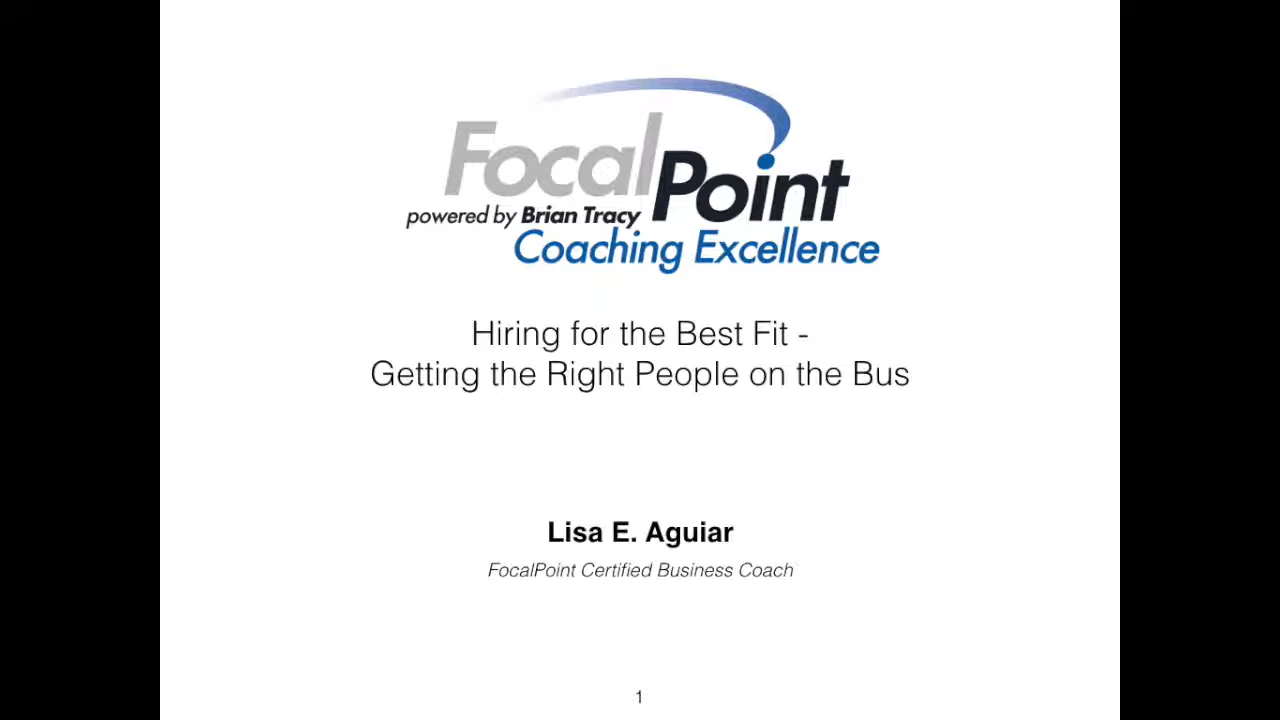 FocalPoint
powered by Brian Tracy
Coaching Excellence
Hiring for the Best Fit -
Getting the Right People on the Bus
Lisa E. Aguiar
FocalPoint Certified Business Coach
1